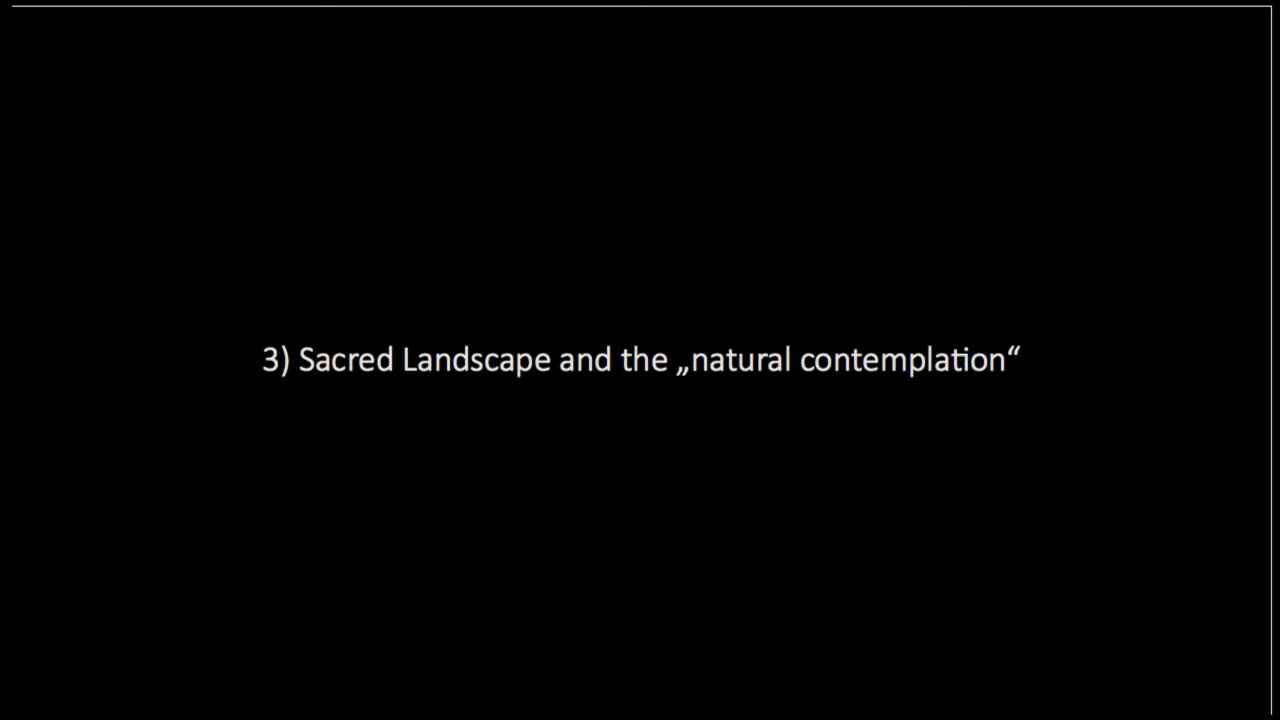 3) Sacred Landscape and the „natural contemplation“